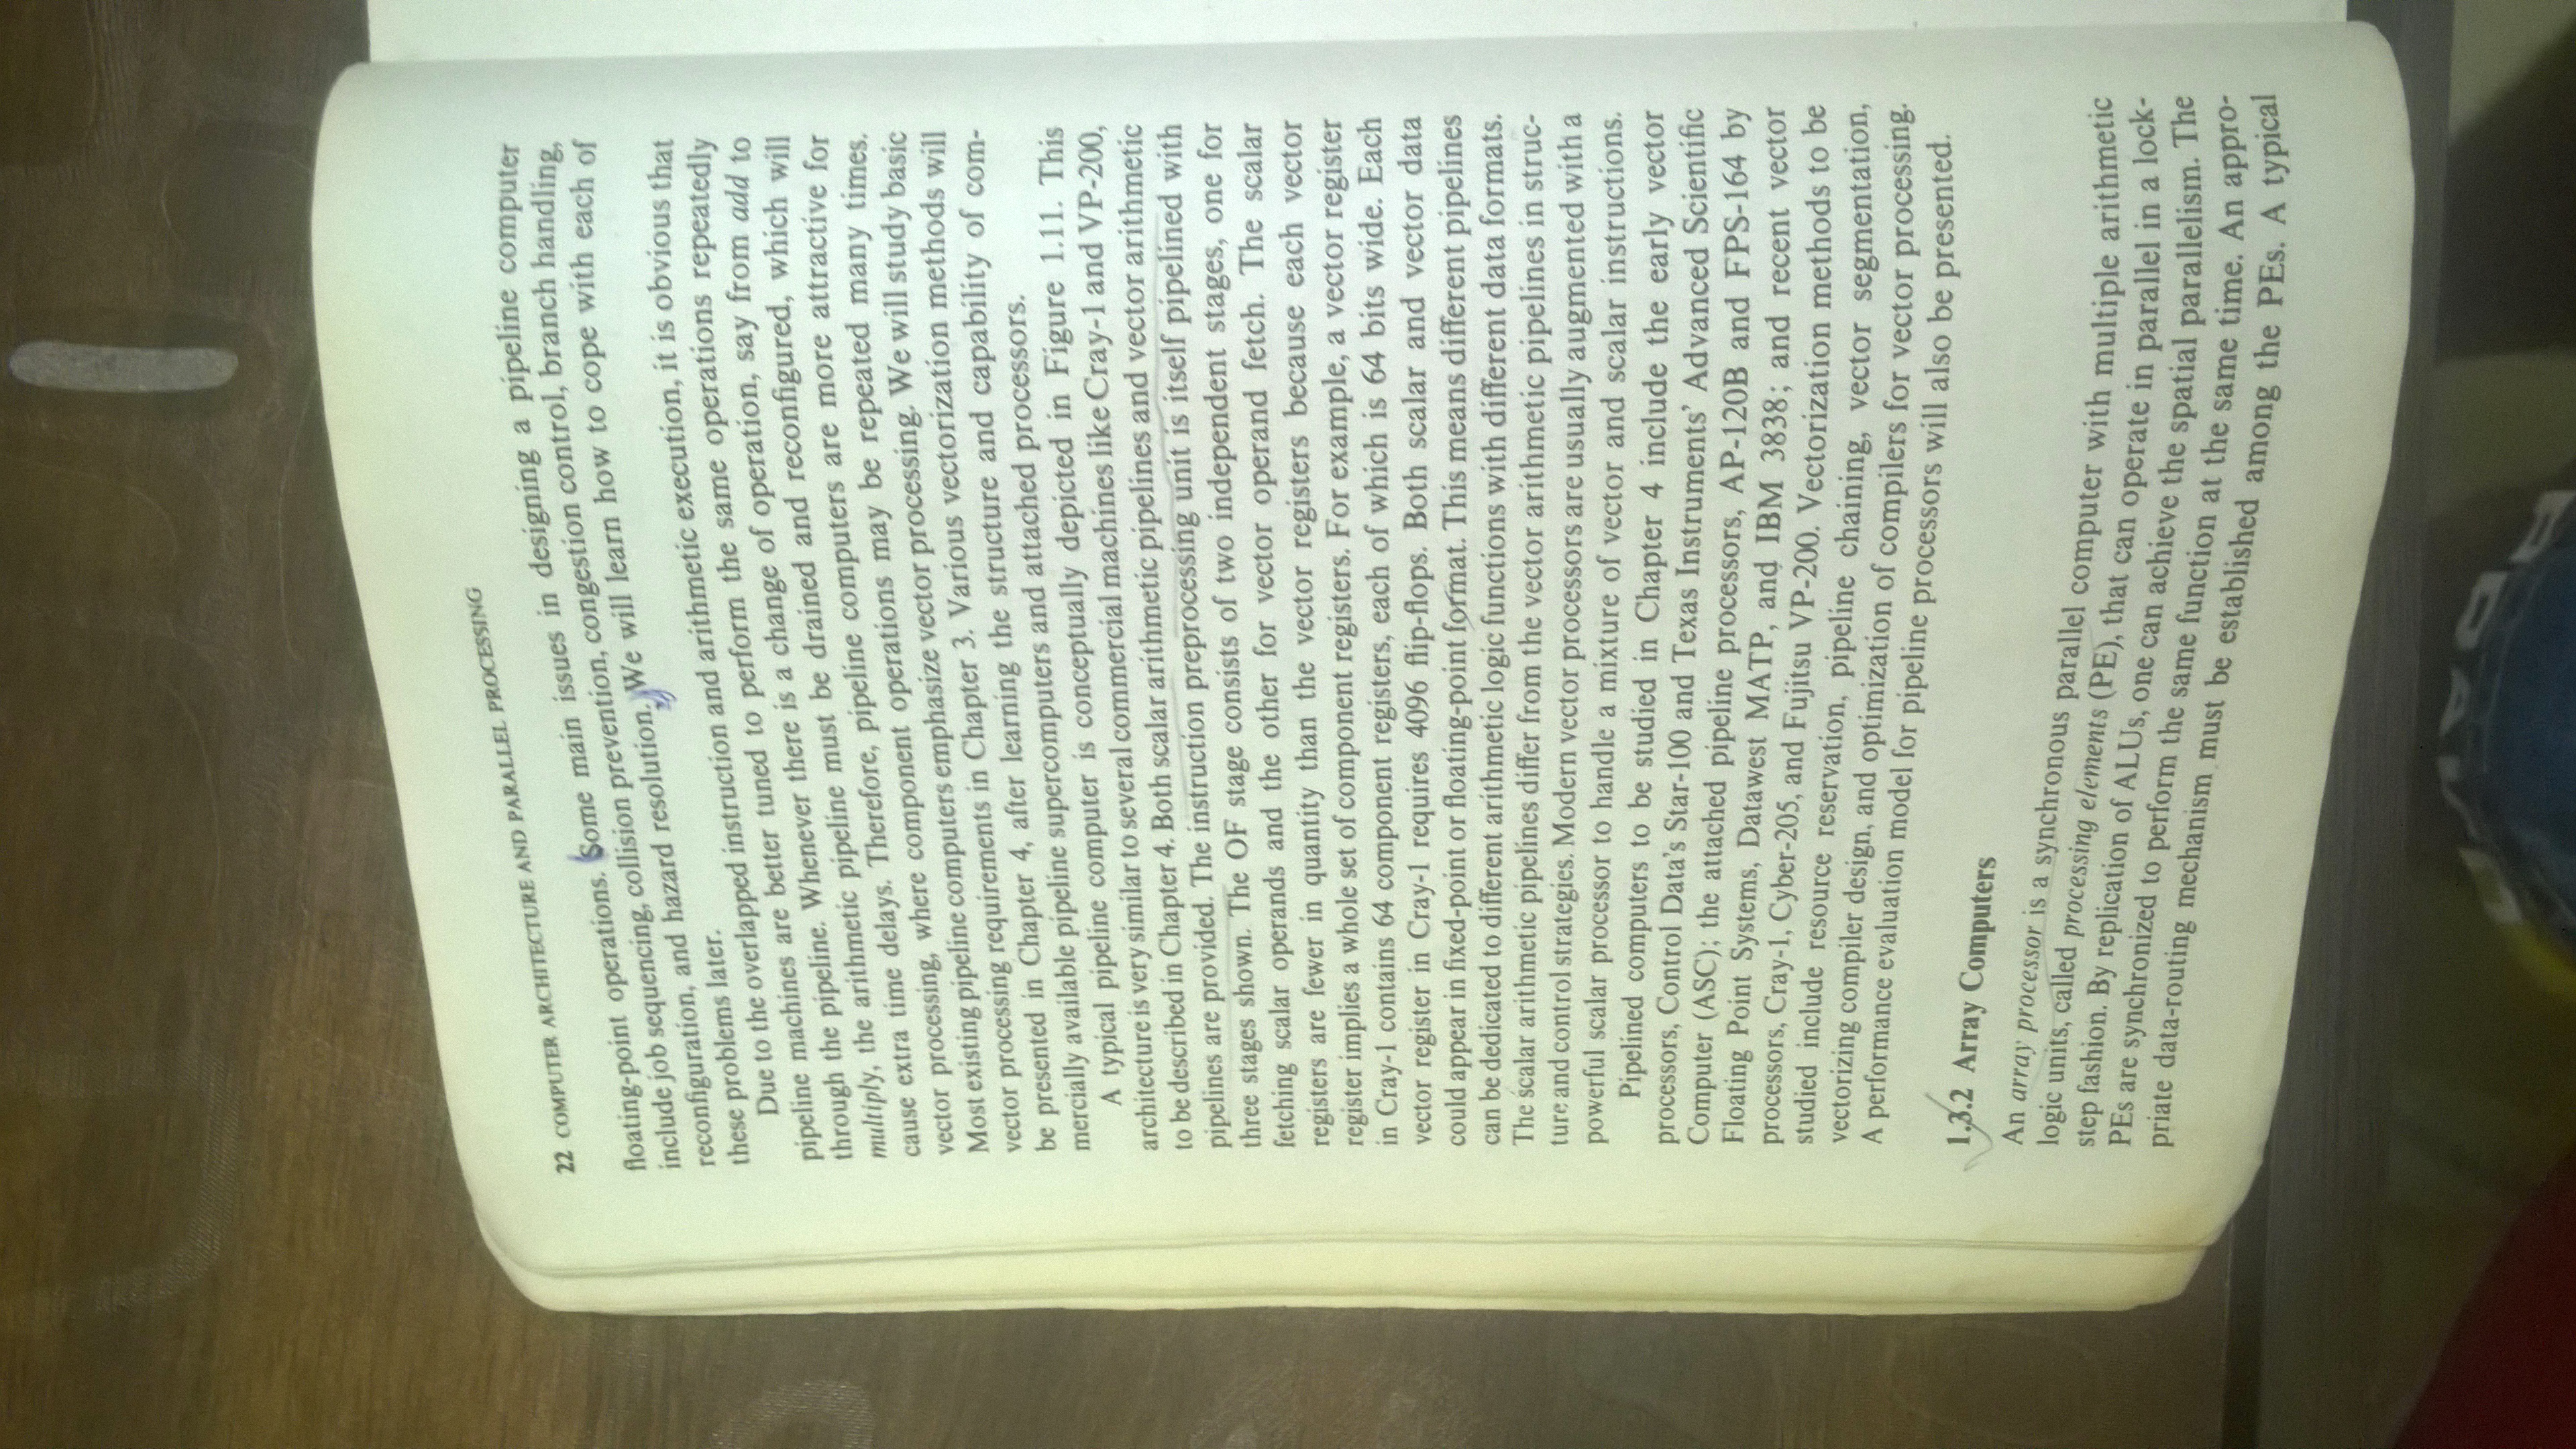 22 COMPUTER ARCHITECTURE AND PARALLEL PROCESSING
floating-point operations. Some main issues in designing a pipeline computer
include job sequencing, collision prevention, congestion control, branch handling,
reconfiguration, and hazard resolution. We will learn how to cope with each of
these problems later.
Due to the overlapped instruction and arithmetic execution, it is obvious that
pipeline machines are better tuned to perform the same operations repeatedly
through the pipeline. Whenever there is a change of operation, say from add to
multiply, the arithmetic pipeline must be drained and reconfigured, which will
cause extra time delays. Therefore, pipeline computers are more attractive for
vector processing, where component operations may be repeated many times.
Most existing pipeline computers emphasize vector processing. We will study basic
vector processing requirements in Chapter 3. Various vectorization methods will
be presented in Chapter 4, after learning the structure and capability of com-
mercially available pipeline supercomputers and attached processors.
A typical pipeline computer is conceptually depicted in Figure 1.11. This
architecture is very similar to several commercial machines like Cray-1 and VP-200,
to be described in Chapter 4. Both scalar arithmetic pipelines and vector arithmetic
pipelines are provided. The instruction preprocessing unit is itself pipelined with
three stages shown. The OF stage consists of two independent stages, one for
fetching scalar operands and the other for vector operand fetch. The scalar
registers are fewer in quantity than the vector registers because each vector
register implies a whole set of component registers. For example, a vector register
in Cray-1 contains 64 component registers, each of which is 64 bits wide. Each
vector register in Cray-1 requires 4096 flip-flops. Both scalar and vector data
could appear in fixed-point or floating-point format. This means different pipelines
can be dedicated to different arithmetic logic functions with different data formats.
The scalar arithmetic pipelines differ from the vector arithmetic pipelines in struc-
ture and control strategies. Modern vector processors are usually augmented with a
powerful scalar processor to handle a mixture of vector and scalar instructions.
Pipelined computers to be studied in Chapter 4 include the early vector
processors, Control Data's Star-100 and Texas Instruments' Advanced Scientific
Computer (ASC); the attached pipeline processors, AP-120B and FPS-164 by
Floating Point Systems, Datawest MATP, and IBM 3838; and recent vector
processors, Cray-1, Cyber-205, and Fujitsu VP-200. Vectorization methods to be
studied include resource reservation, pipeline chaining, vector segmentation,
vectorizing compiler design, and optimization of compilers for vector processing.
A performance evaluation model for pipeline processors will also be presented.
1.3.2 Array Computers
An array processor is a synchronous parallel computer with multiple arithmetic
logic units, called processing elements (PE), that can operate in parallel in a lock-
step fashion. By replication of ALUs, one can achieve the spatial parallelism. The
PEs are synchronized to perform the same function at the same time. An appro-
priate data-routing mechanism must be established among the PEs. A typical